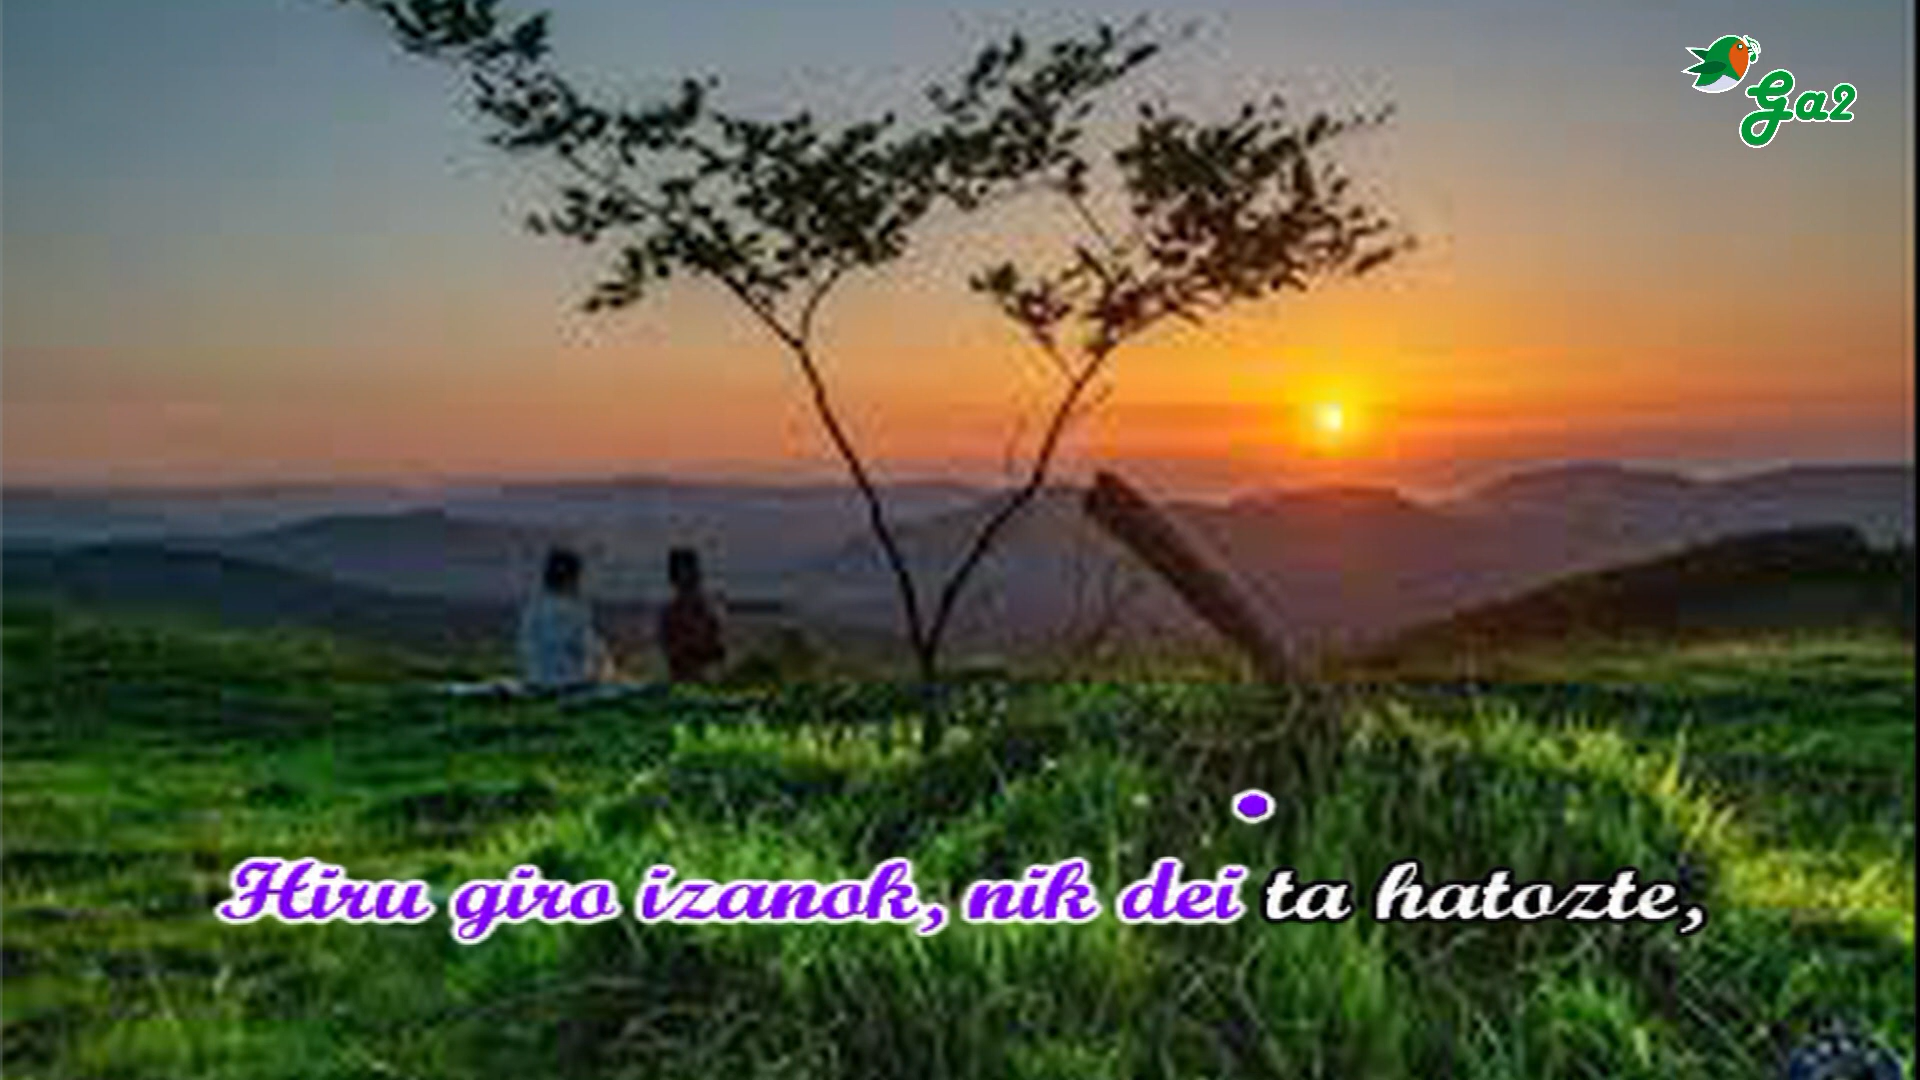 Ga2
Hiru giro izanok, nik dei ta hatozte,